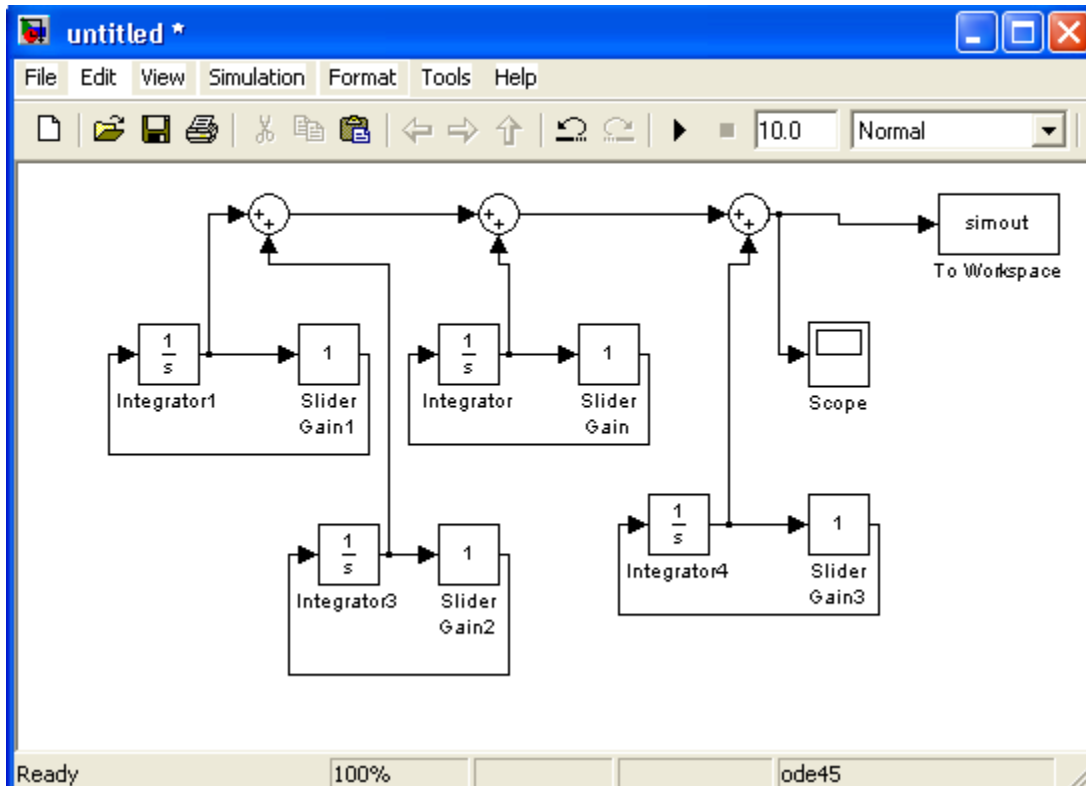 untitled *
File Edit View Simulation Format Tools Help
10.0 Normal
+ + + + + +
simout
To Workspace
1 1 1 1
s s
Integrator1 Slider Integrator Slider Scope
Gain1 Gain
1 1 1 1
s s
Integrator3 Slider Integrator4 Slider
Gain2 Gain3
Ready 100% ode45